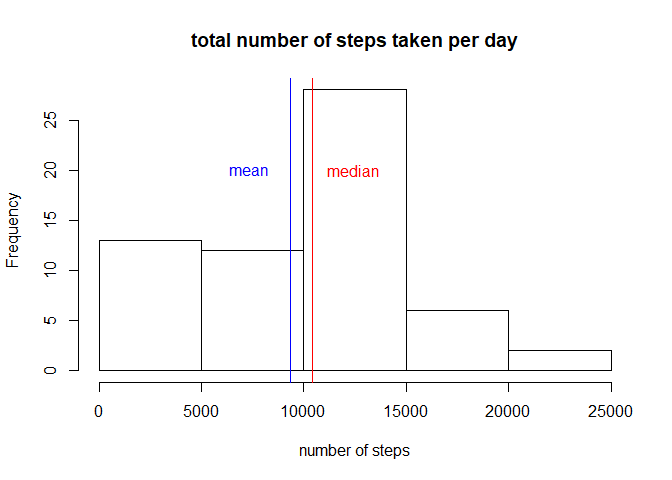 total number of steps taken per day
Frequency
25
20
15
10
5
0
mean
median
0 5000 10000 15000 20000 25000
number of steps